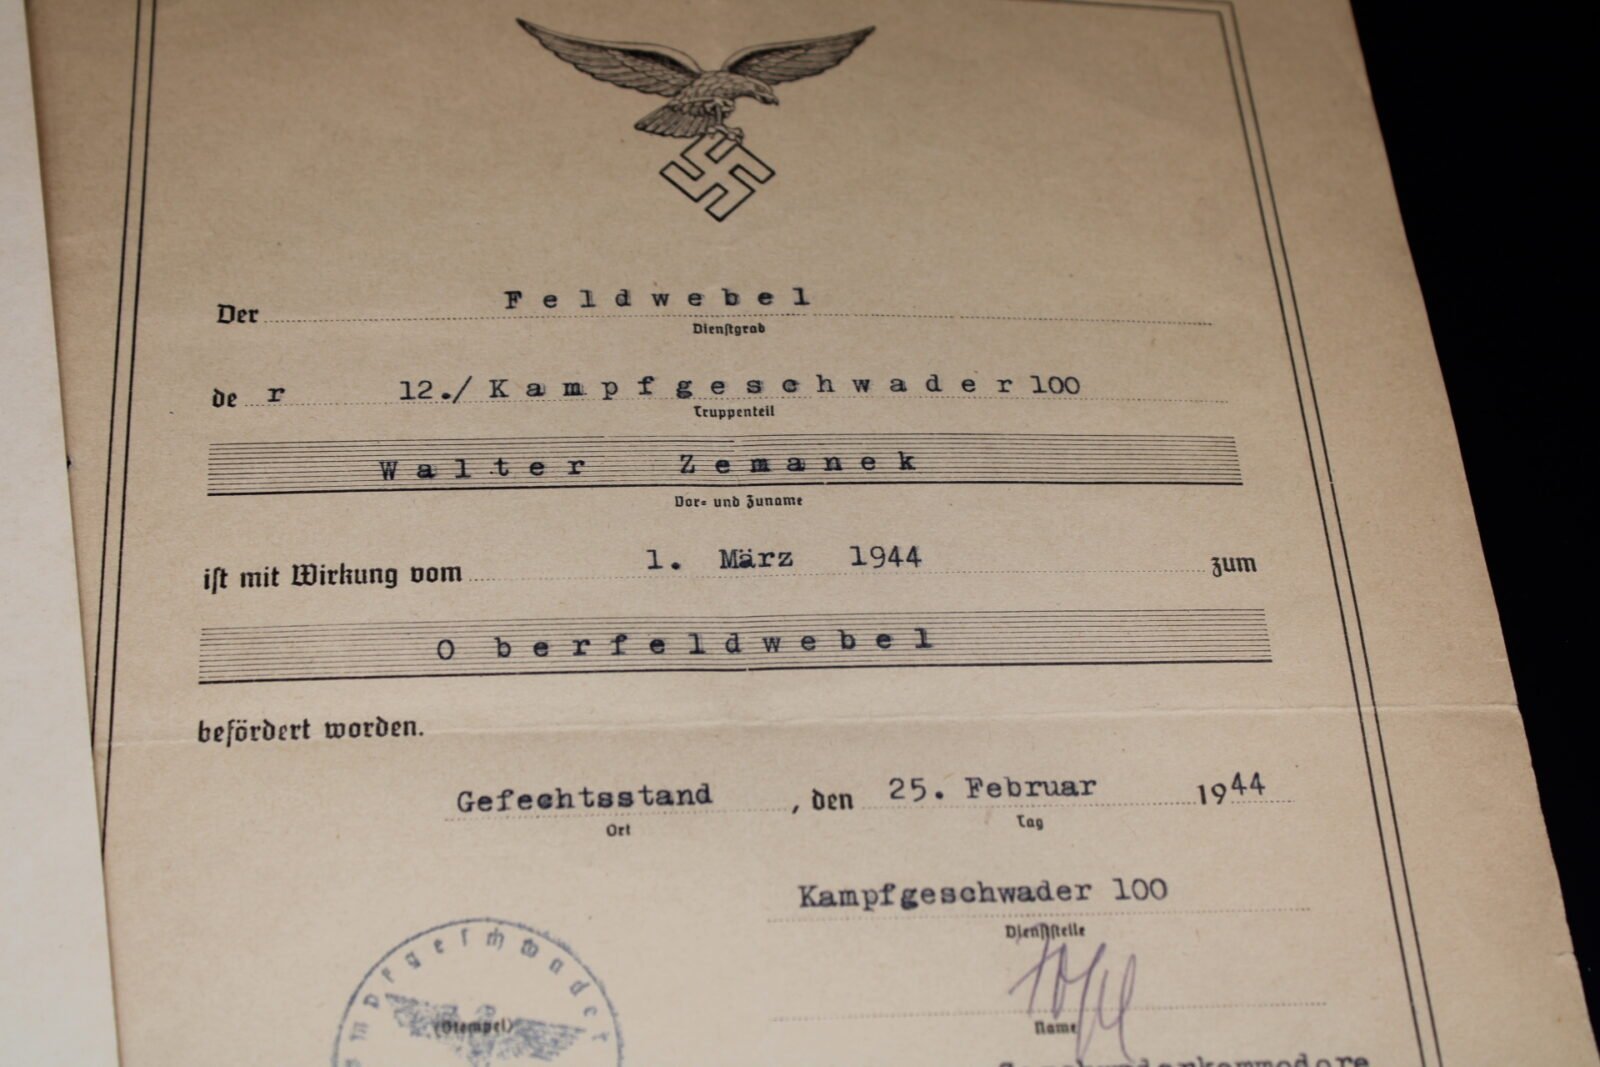 Der Feldwebel
Dienstgrad
de r 12./Kampfgeschwader 100
Truppenteil
Walter Zemanek
Vor- und Zuname
ist mit Wirkung vom 1. März 1944 zum
Oberfeldwebel
befördert worden.
Gefechtsstand, den 25. Februar 1944
Ort Tag
Kampfgeschwader 100
Dienststelle
(Stempel) Name